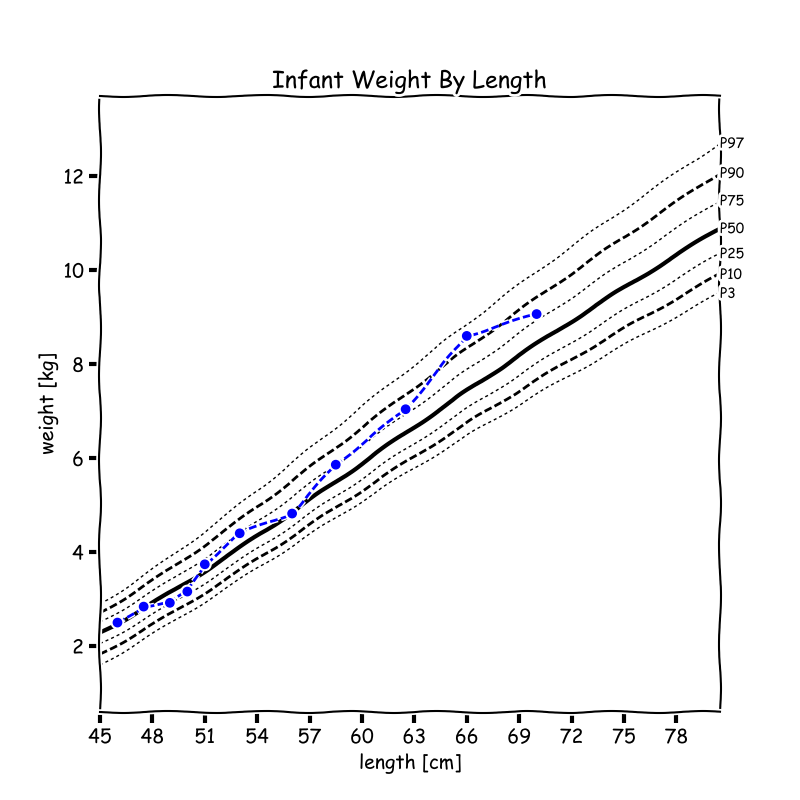 Infant Weight By Length
P97
P90
P75
P50
P25
P10
P3
12
10
8
6
4
2
weight [kg]
45 48 51 54 57 60 63 66 69 72 75 78
length [cm]